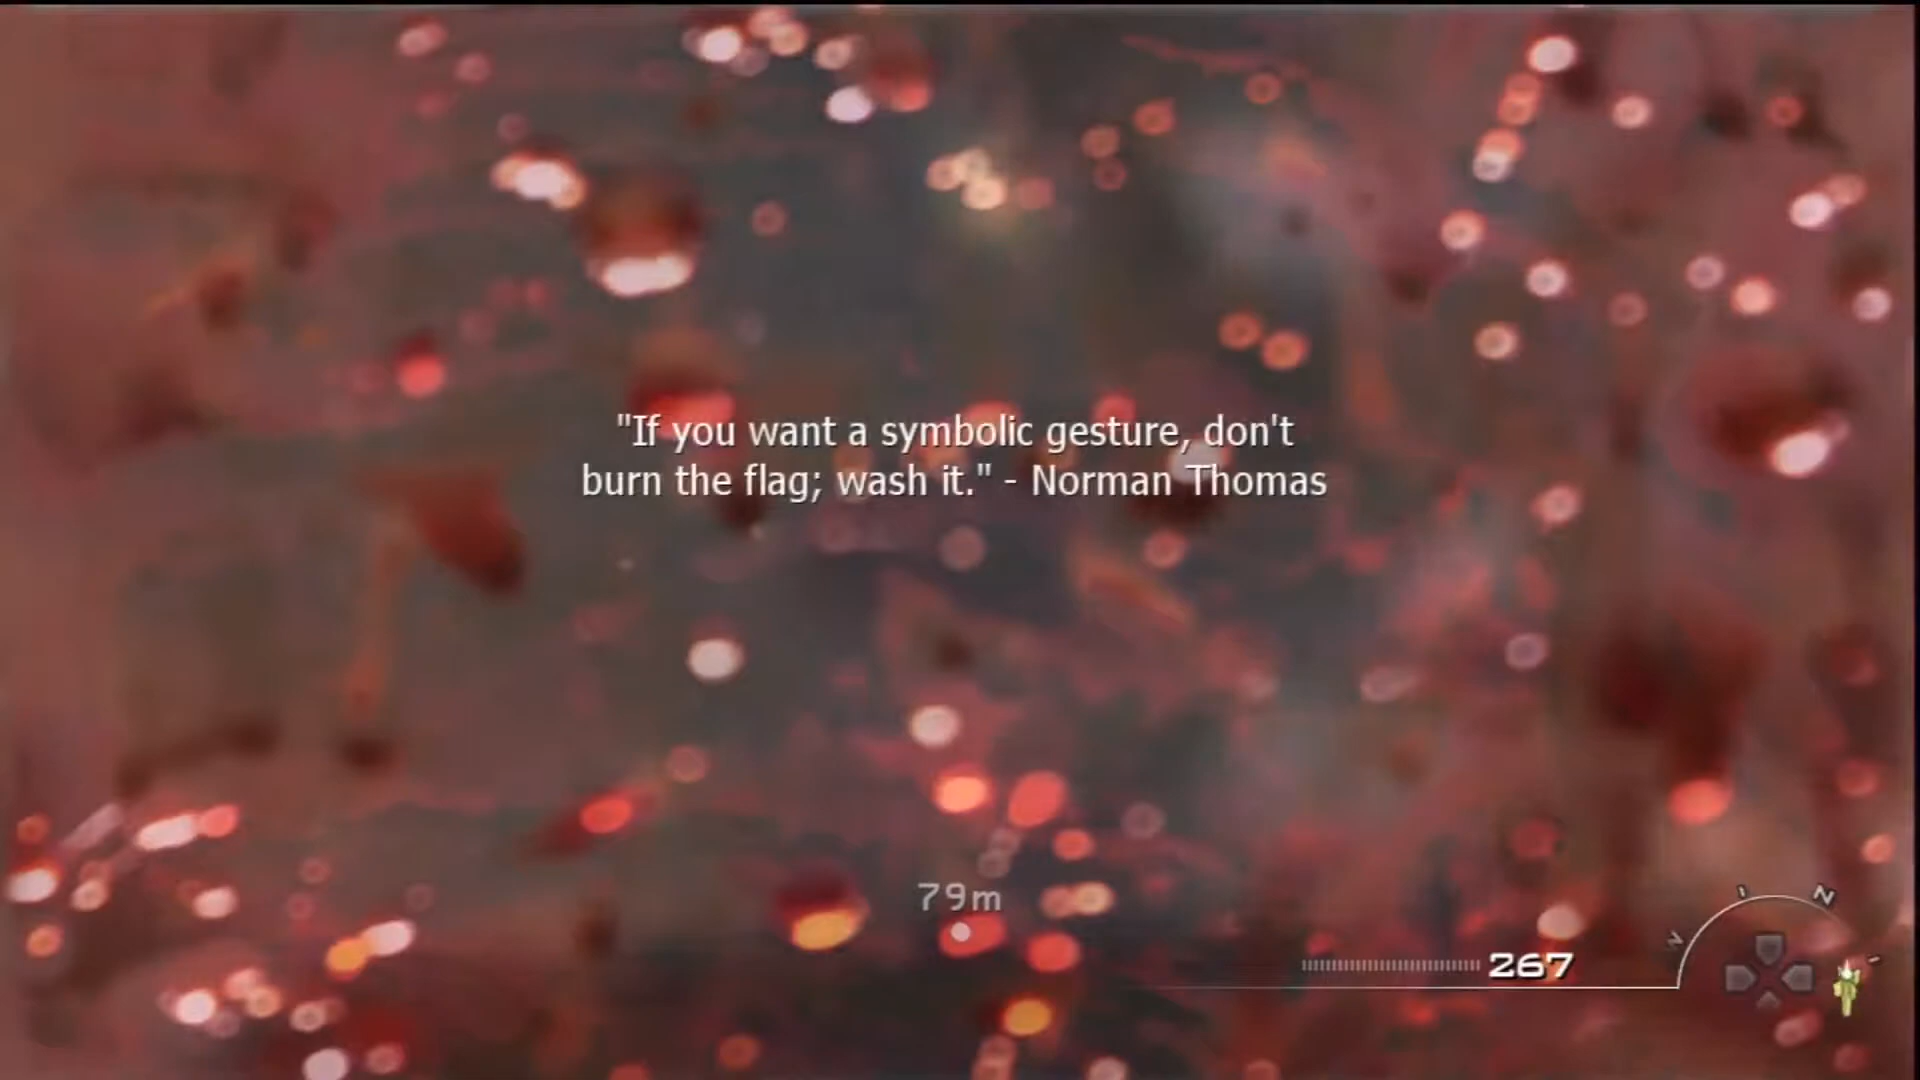 "If you want a symbolic gesture, don't
burn the flag; wash it." - Norman Thomas
79m
267
N